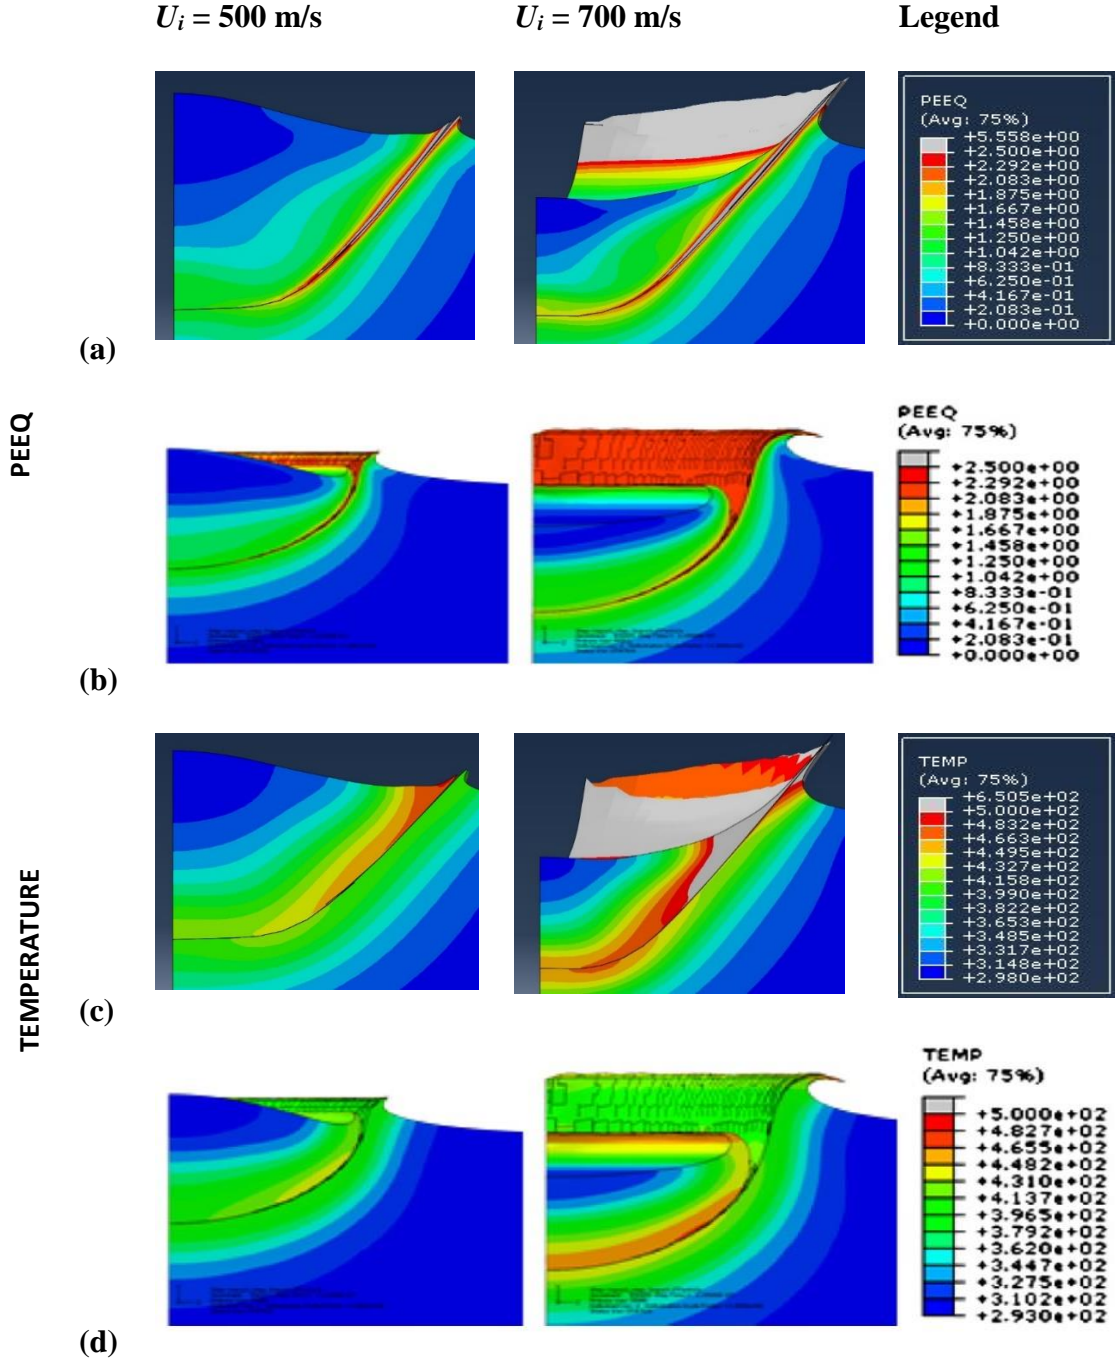 Uᵢ = 500 m/s
Uᵢ = 700 m/s
Legend
PEEQ
(Avg: 75%)
+5.558e+00
+2.500e+00
+2.292e+00
+2.083e+00
+1.875e+00
+1.667e+00
+1.458e+00
+1.250e+00
+1.042e+00
+8.333e-01
+6.250e-01
+4.167e-01
+2.083e-01
+0.000e+00
(a)
PEEQ
PEEQ
(Avg: 75%)
+2.500e+00
+2.292e+00
+2.083e+00
+1.875e+00
+1.667e+00
+1.458e+00
+1.250e+00
+1.042e+00
+8.333e-01
+6.250e-01
+4.167e-01
+2.083e-01
+0.000e+00
(b)
TEMP
(Avg: 75%)
+6.505e+02
+5.000e+02
+4.832e+02
+4.663e+02
+4.495e+02
+4.327e+02
+4.158e+02
+3.990e+02
+3.822e+02
+3.653e+02
+3.485e+02
+3.317e+02
+3.148e+02
+2.980e+02
(c)
TEMPERATURE
TEMP
(Avg: 75%)
+5.000e+02
+4.827e+02
+4.655e+02
+4.482e+02
+4.310e+02
+4.137e+02
+3.965e+02
+3.792e+02
+3.620e+02
+3.447e+02
+3.275e+02
+3.102e+02
+2.930e+02
(d)